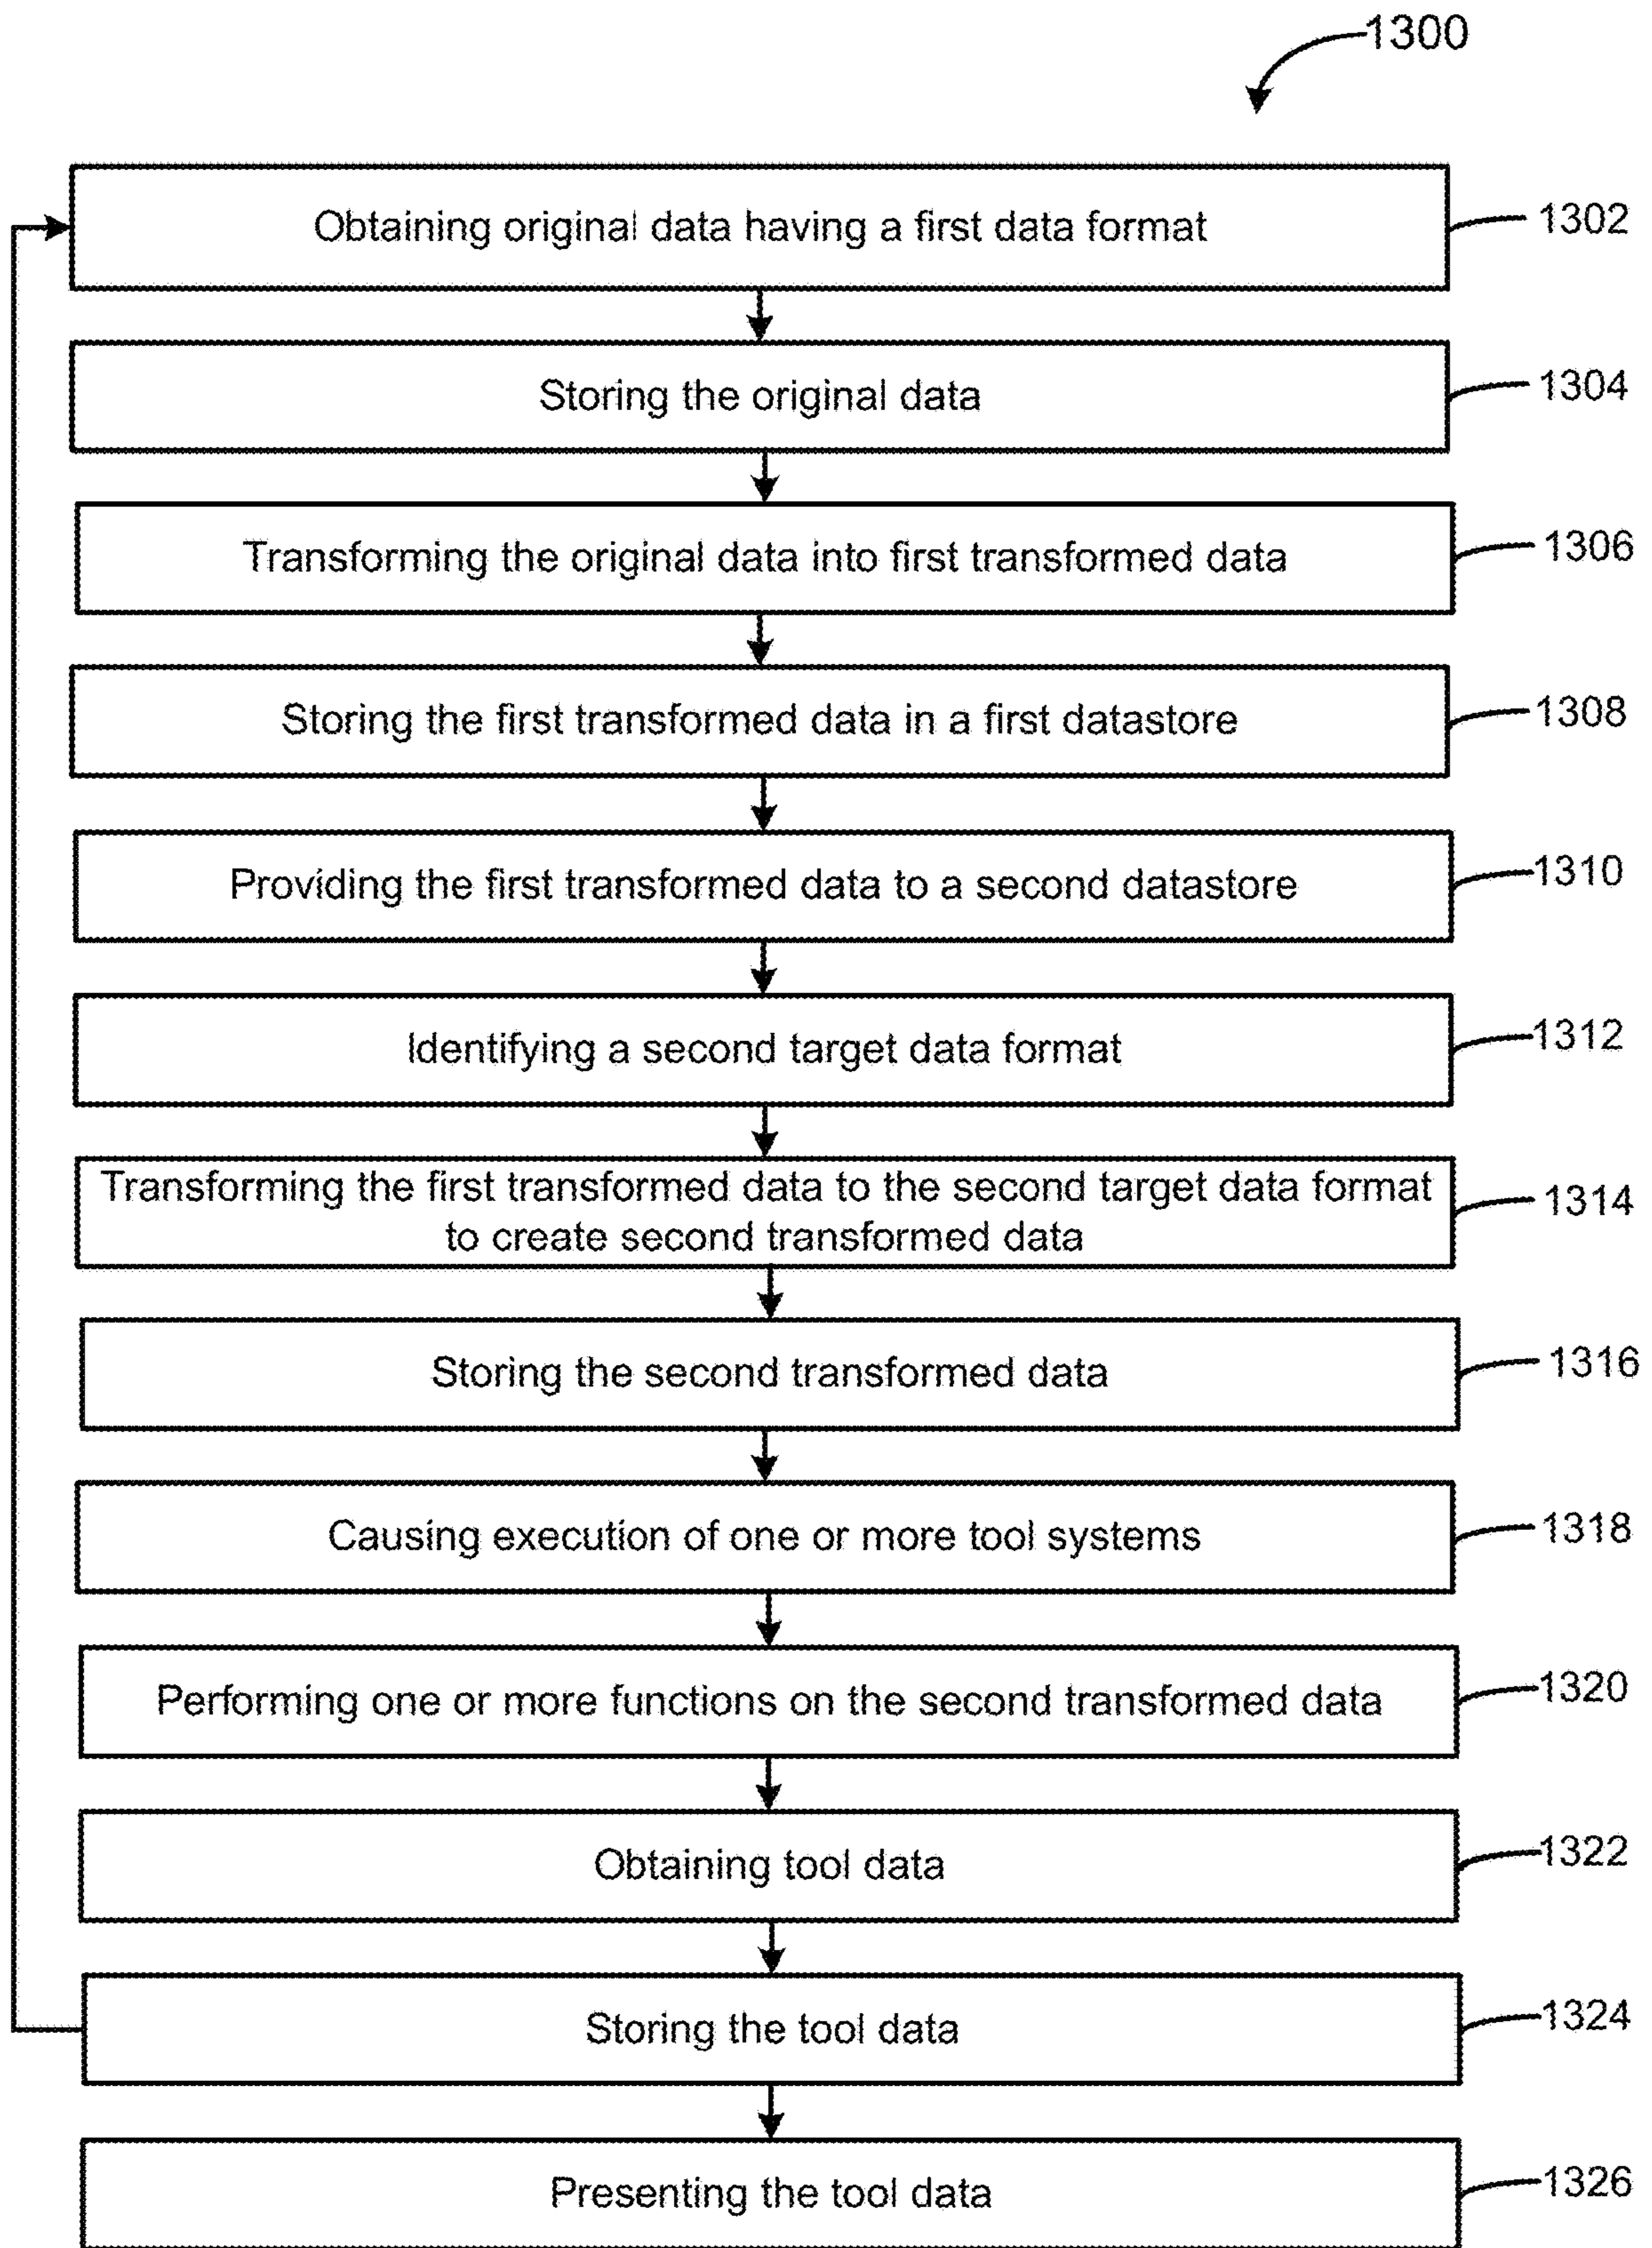 1300
Obtaining original data having a first data format
1302
Storing the original data
1304
Transforming the original data into first transformed data
1306
Storing the first transformed data in a first datastore
1308
Providing the first transformed data to a second datastore
1310
Identifying a second target data format
1312
Transforming the first transformed data to the second target data format
to create second transformed data
1314
Storing the second transformed data
1316
Causing execution of one or more tool systems
1318
Performing one or more functions on the second transformed data
1320
Obtaining tool data
1322
Storing the tool data
1324
Presenting the tool data
1326